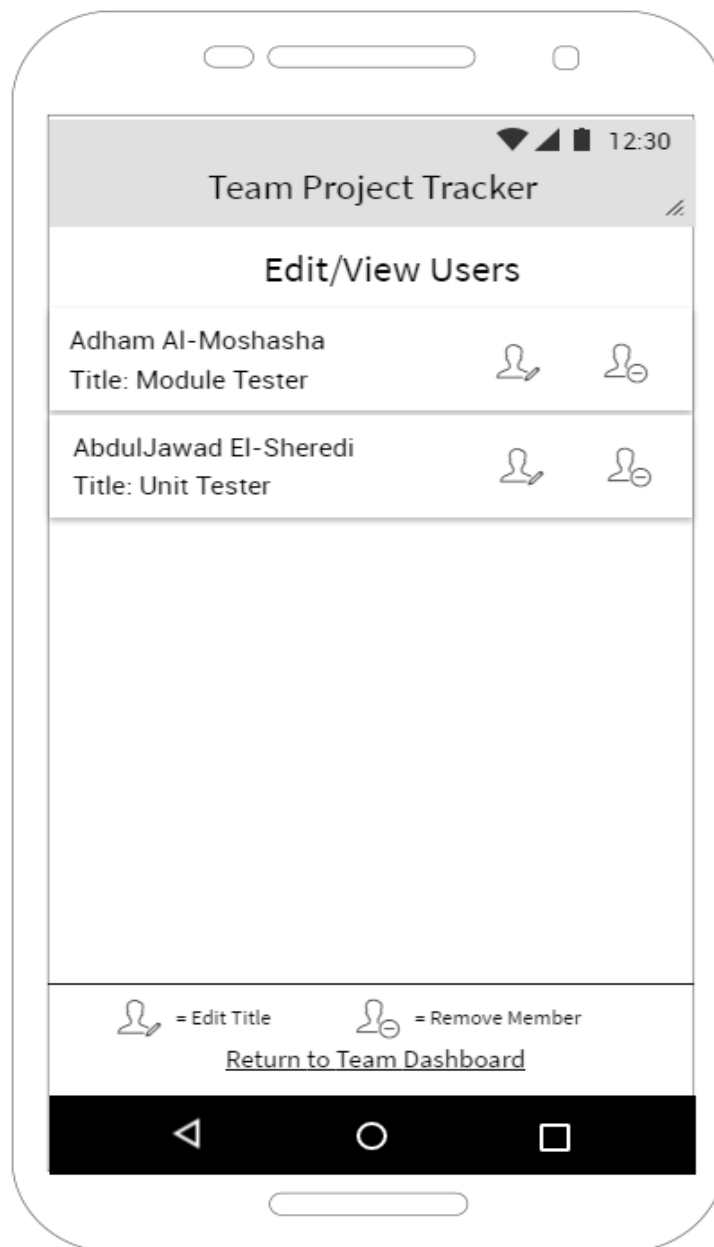 12:30
Team Project Tracker
Edit/View Users
Adham Al-Moshasha
Title: Module Tester
AbdulJawad El-Sheredi
Title: Unit Tester
= Edit Title = Remove Member
Return to Team Dashboard